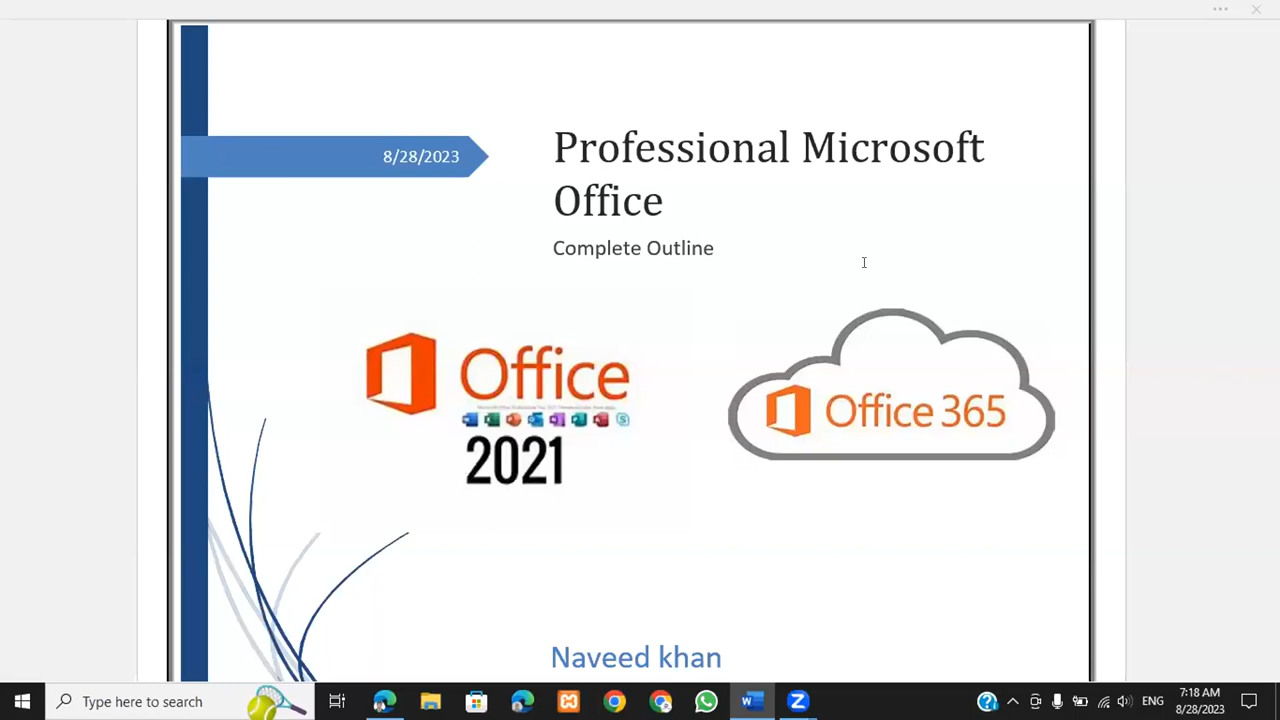 8/28/2023
Professional Microsoft
Office
Complete Outline
Office
2021
Office 365
Naveed khan
Type here to search
ENG
7:18 AM
8/28/2023